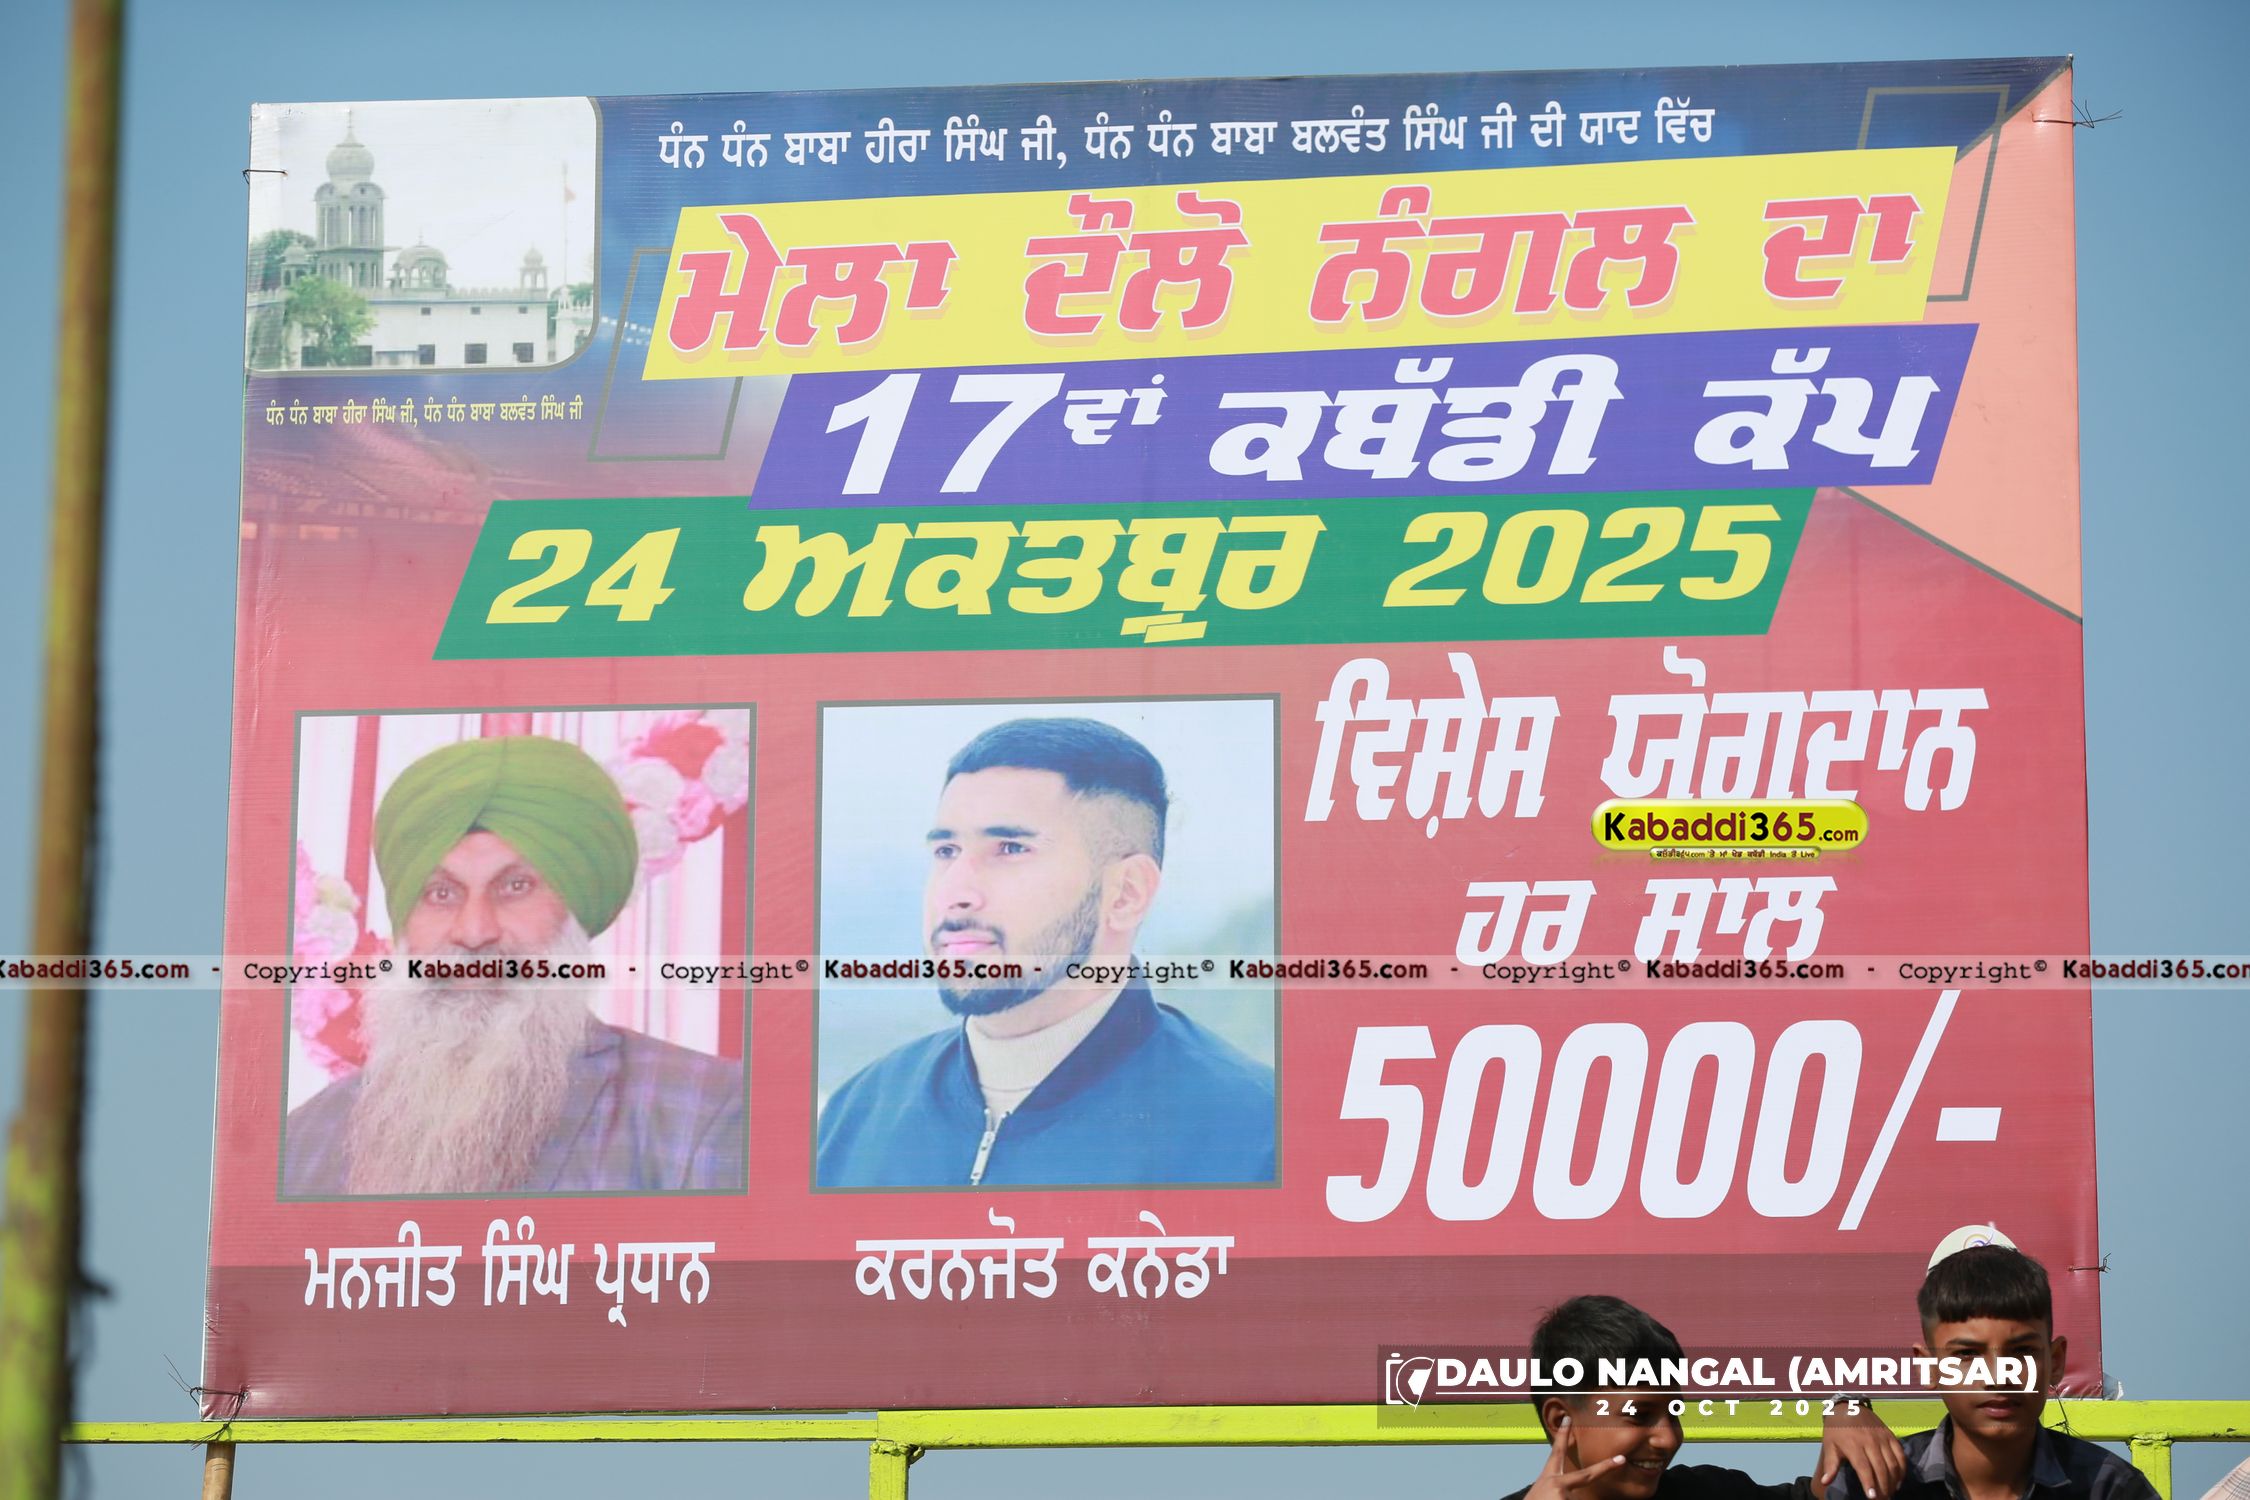 ਧੰਨ ਧੰਨ ਬਾਬਾ ਹੀਰਾ ਸਿੰਘ ਜੀ, ਧੰਨ ਧੰਨ ਬਾਬਾ ਬਲਵੰਤ ਸਿੰਘ ਜੀ ਦੀ ਯਾਦ ਵਿੱਚ
ਮੇਲਾ ਦੌਲੋ ਨੰਗਲ ਦਾ
17ਵਾਂ ਕਬੱਡੀ ਕੱਪ
ਧੰਨ ਧੰਨ ਬਾਬਾ ਹੀਰਾ ਸਿੰਘ ਜੀ, ਧੰਨ ਧੰਨ ਬਾਬਾ ਬਲਵੰਤ ਸਿੰਘ ਜੀ
24 ਅਕਤਬੂਰ 2025
ਵਿਸ਼ੇਸ ਯੋਗਦਾਨ
Kabaddi365.com
ਹਰ ਸਾਲ
Kabaddi365.com - Copyright© Kabaddi365.com - Copyright© Kabaddi365.com - Copyright© Kabaddi365.com - Copyright© Kabaddi365.com - Copyright© Kabaddi365.com
50000/-
ਮਨਜੀਤ ਸਿੰਘ ਪ੍ਰਧਾਨ
ਕਰਨਜੋਤ ਕਨੇਡਾ
DAULO NANGAL (AMRITSAR)
24 OCT 2025